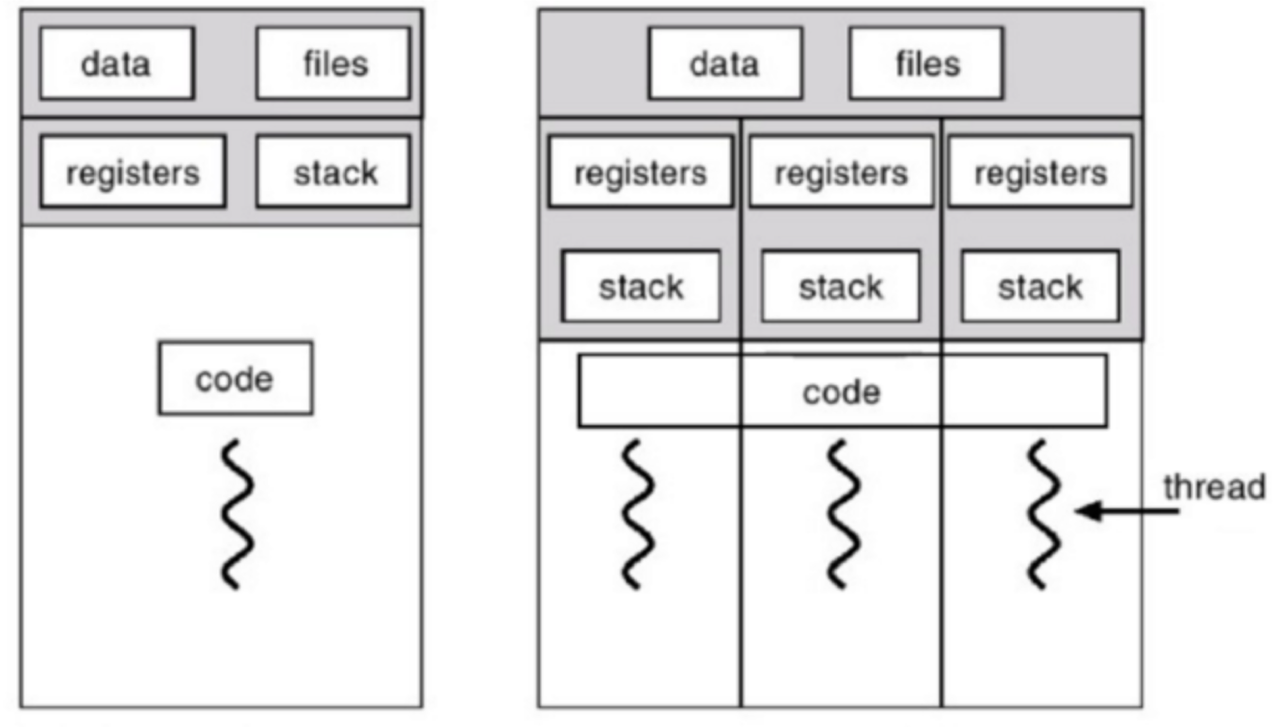 data files
registers stack
code
data files
registers registers registers
stack stack stack
code
thread